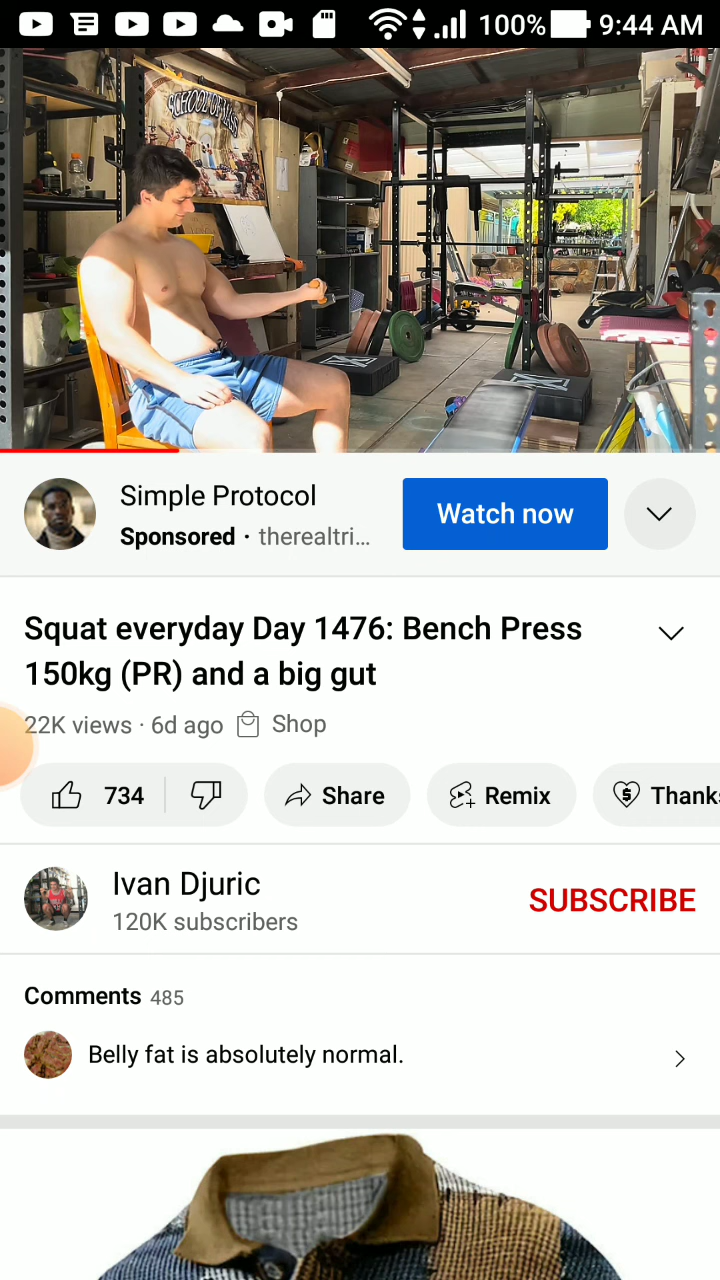 100% 9:44 AM
SCHOOL OF MASS
Simple Protocol
Watch now
Sponsored · therealtri...
Squat everyday Day 1476: Bench Press
150kg (PR) and a big gut
22K views · 6d ago Shop
734 Share Remix Thanks
Ivan Djuric
120K subscribers
SUBSCRIBE
Comments 485
Belly fat is absolutely normal.